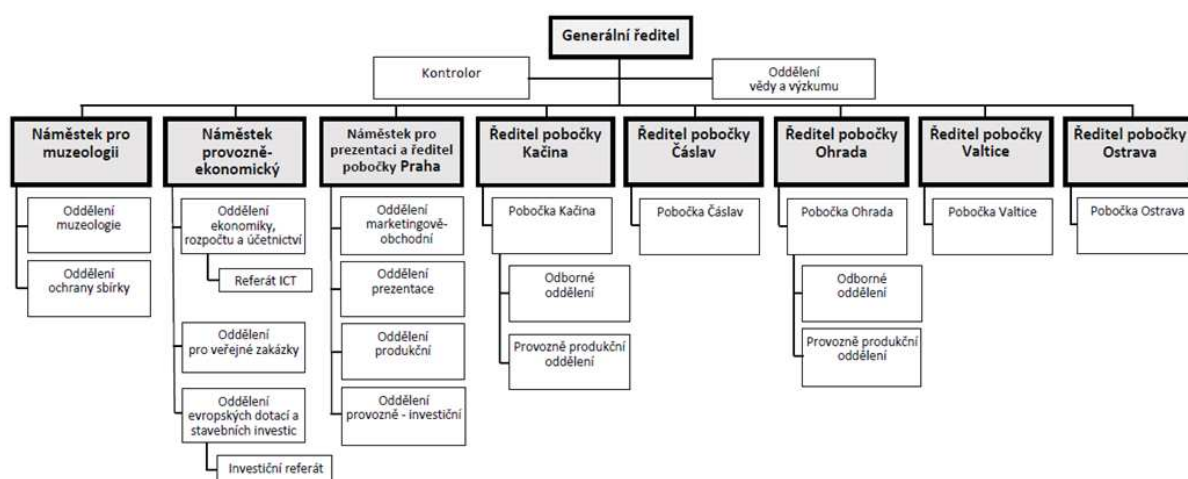 Generální ředitel
Kontrolor
Oddělení
vědy a výzkumu
Náměstek pro
muzeologii
Náměstek
provozně-
ekonomický
Náměstek pro
prezentaci a ředitel
pobočky Praha
Ředitel pobočky
Kačina
Ředitel pobočky
Čáslav
Ředitel pobočky
Ohrada
Ředitel pobočky
Valtice
Ředitel pobočky
Ostrava
Oddělení
muzeologie
Oddělení
ochrany sbírky
Oddělení
ekonomiky,
rozpočtu a účetnictví
Referát ICT
Oddělení
pro veřejné zakázky
Oddělení
evropských dotací a
stavebních investic
Investiční referát
Oddělení
marketingově-
obchodní
Oddělení
prezentace
Oddělení
produkční
Oddělení
provozně - investiční
Pobočka Kačina
Odborné
oddělení
Provozně produkční
oddělení
Pobočka Čáslav
Pobočka Ohrada
Odborné
oddělení
Provozně produkční
oddělení
Pobočka Valtice
Pobočka Ostrava